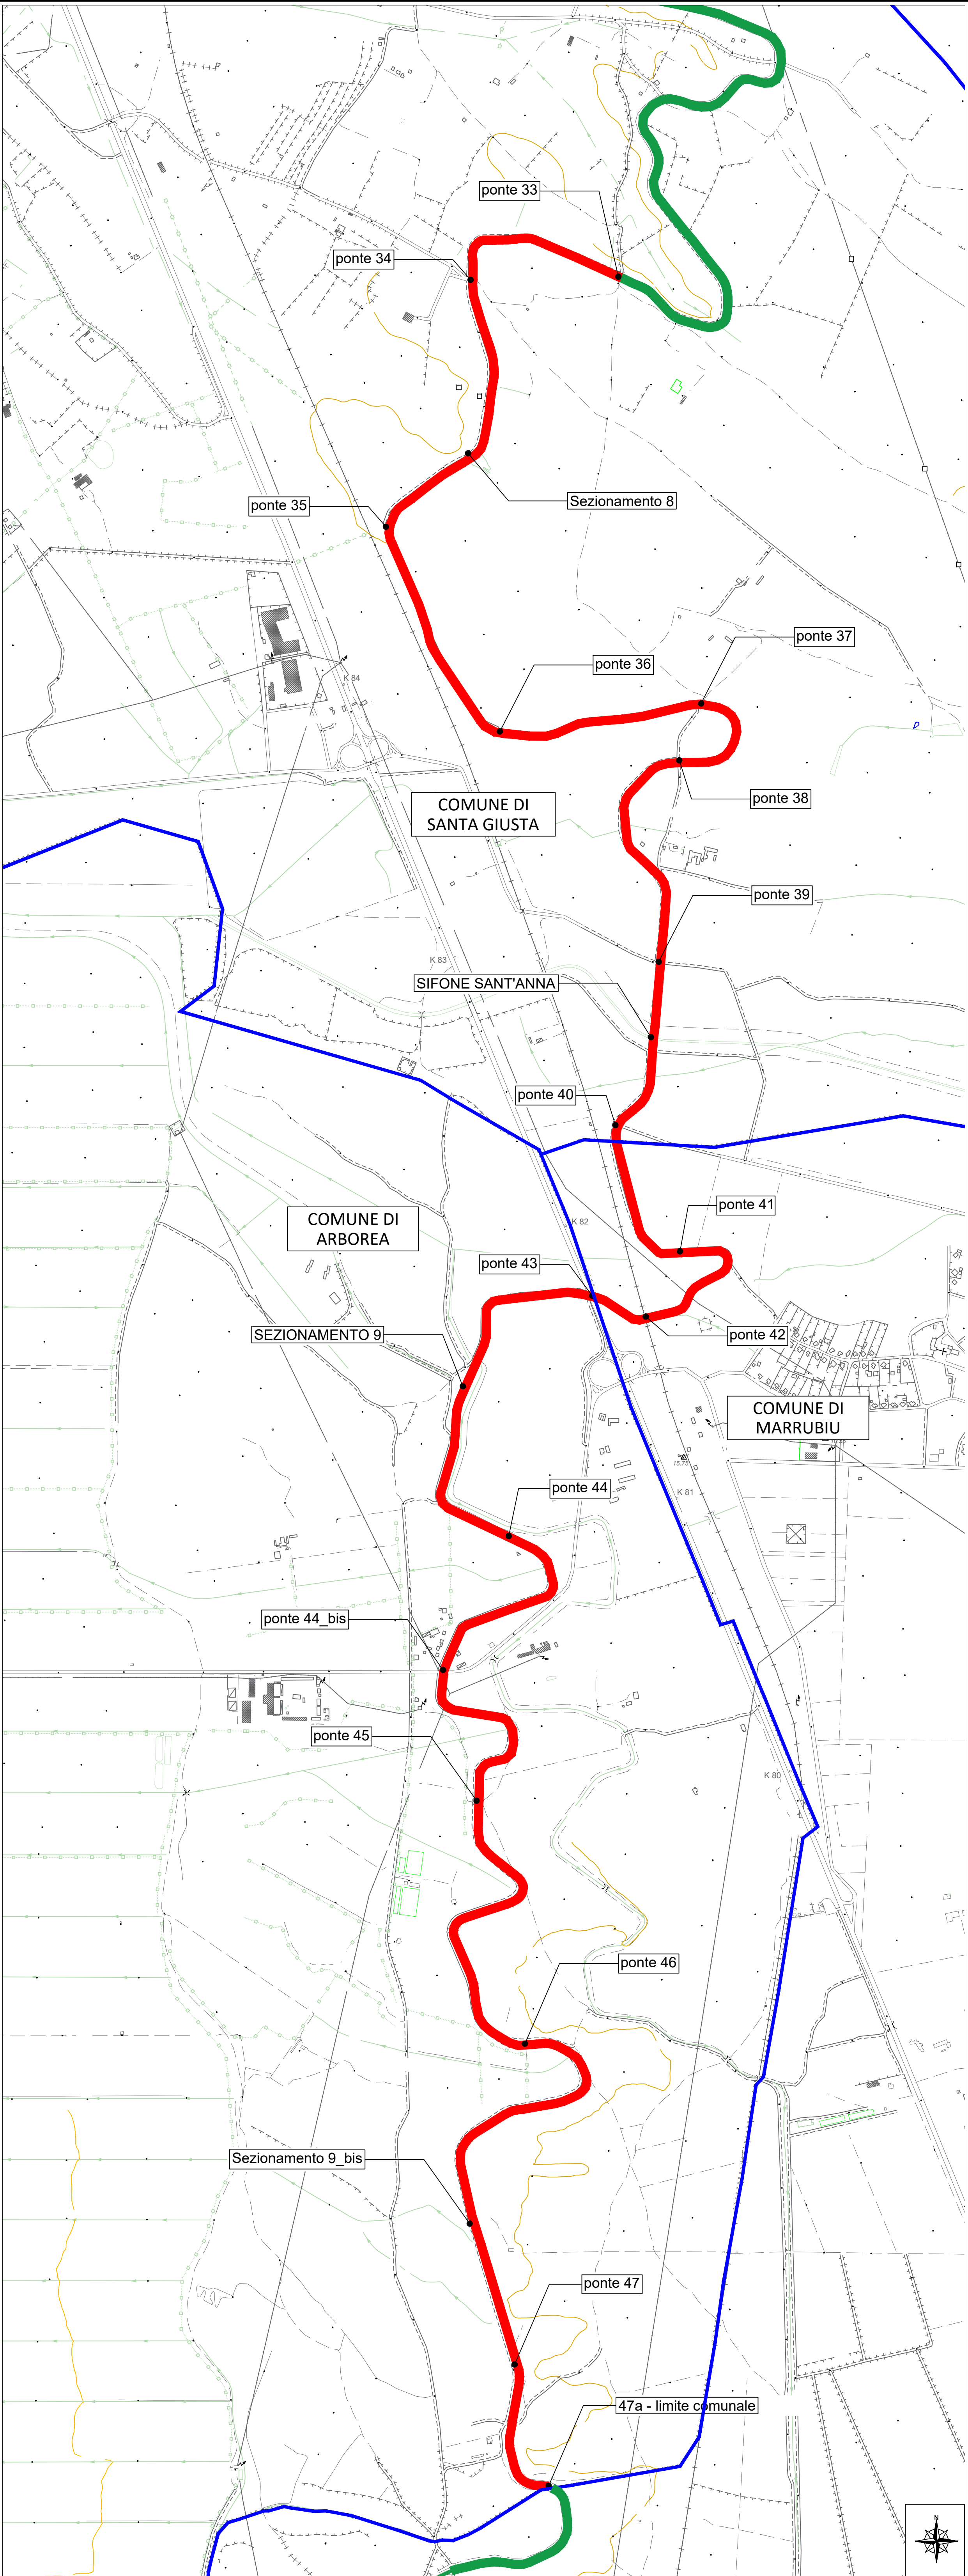 ponte 33
ponte 34
Sezionamento 8
ponte 35
ponte 37
ponte 36
K 84
ponte 38
COMUNE DI
SANTA GIUSTA
ponte 39
K 83
SIFONE SANT'ANNA
ponte 40
ponte 41
COMUNE DI
ARBOREA
K 82
ponte 43
SEZIONAMENTO 9
ponte 42
COMUNE DI
MARRUBIU
15.75
ponte 44
K 81
ponte 44_bis
ponte 45
K 80
ponte 46
Sezionamento 9_bis
ponte 47
47a - limite comunale
N